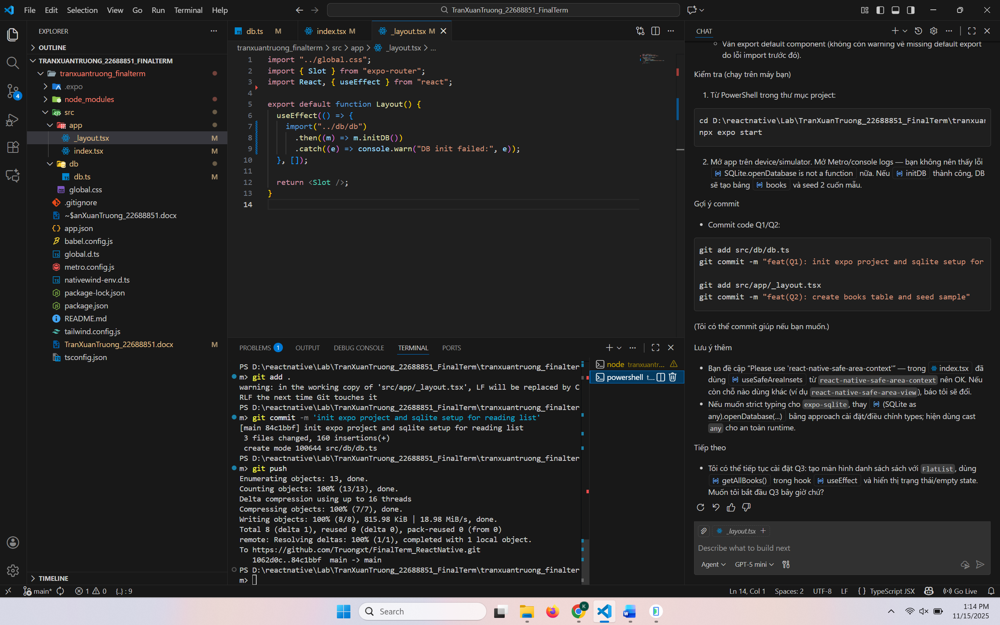 File Edit Selection View Go Run Terminal Help
TranXuanTruong_22688851_FinalTerm
EXPLORER
OUTLINE
TRANXUANTRUONG_22688851_FINALTERM
tranxuantruong_finalterm
.expo
node_modules
src
app
_layout.tsx M
index.tsx M
db
db.ts M
global.css
.gitignore
~$anXuanTruong_22688851.docx
app.json
babel.config.js
global.d.ts
metro.config.js
nativewind-env.d.ts
package-lock.json
package.json
README.md
tailwind.config.js
TranXuanTruong_22688851.docx M
tsconfig.json
TIMELINE
4
db.ts M index.tsx M _layout.tsx M
tranxuantruong_finalterm > src > app > _layout.tsx > ...
1 import "../global.css";
2 import { Slot } from "expo-router";
3 import React, { useEffect } from "react";
4
5 export default function Layout() {
6 useEffect(() => {
7 import("../db/db")
8 .then((m) => m.initDB())
9 .catch((e) => console.warn("DB init failed:", e));
10 }, []);
11
12 return <Slot />;
13 }
14
PROBLEMS 1 OUTPUT DEBUG CONSOLE TERMINAL PORTS
PS D:\reactnative\Lab\TranXuanTruong_22688851_FinalTerm\tranxuantruong_finalter
m> git add .
warning: in the working copy of 'src/app/_layout.tsx', LF will be replaced by C
RLF the next time Git touches it
PS D:\reactnative\Lab\TranXuanTruong_22688851_FinalTerm\tranxuantruong_finalter
m> git commit -m 'init expo project and sqlite setup for reading list'
[main 84c1bbf] init expo project and sqlite setup for reading list
3 files changed, 160 insertions(+)
create mode 100644 src/db/db.ts
PS D:\reactnative\Lab\TranXuanTruong_22688851_FinalTerm\tranxuantruong_finalter
m> git push
Enumerating objects: 13, done.
Counting objects: 100% (13/13), done.
Delta compression using up to 16 threads
Compressing objects: 100% (7/7), done.
Writing objects: 100% (8/8), 815.98 KiB | 18.98 MiB/s, done.
Total 8 (delta 1), reused 0 (delta 0), pack-reused 0 (from 0)
remote: Resolving deltas: 100% (1/1), completed with 1 local object.
To https://github.com/Truongxt/FinalTerm_ReactNative.git
1062d0c..84c1bbf main -> main
PS D:\reactnative\Lab\TranXuanTruong_22688851_FinalTerm\tranxuantruong_finalter
m>
node tranxuantr...
powershell t...
CHAT
Vẫn export default component (không còn warning về missing default export
do lỗi import trước đó).
Kiểm tra (chạy trên máy bạn)
1. Từ PowerShell trong thư mục project:
cd D:\reactnative\Lab\TranXuanTruong_22688851_FinalTerm\tranxuan
npx expo start
2. Mở app trên device/simulator. Mở Metro/console logs — bạn không nên thấy lỗi
SQLite.openDatabase is not a function nữa. Nếu initDB thành công, DB
sẽ tạo bảng books và seed 2 cuốn mẫu.
Gợi ý commit
• Commit code Q1/Q2:
git add src/db/db.ts
git commit -m "feat(Q1): init expo project and sqlite setup for
git add src/app/_layout.tsx
git commit -m "feat(Q2): create books table and seed sample"
(Tôi có thể commit giúp nếu bạn muốn.)
Lưu ý thêm
• Bạn đề cập “Please use 'react-native-safe-area-context'” — trong index.tsx đã
dùng useSafeAreaInsets từ react-native-safe-area-context nên OK. Nếu
còn chỗ nào dùng khác (ví dụ react-native-safe-area-view), báo tôi sẽ đổi.
• Nếu muốn strict typing cho expo-sqlite, thay (SQLite as
any).openDatabase(...) bằng approach cài đặt/điều chỉnh types; hiện dùng cast
any cho an toàn runtime.
Tiếp theo
• Tôi có thể tiếp tục cài đặt Q3: tạo màn hình danh sách sách với FlatList, dùng
getAllBooks() trong hook useEffect và hiển thị trạng thái/empty state.
Muốn tôi bắt đầu Q3 bây giờ chứ?
_layout.tsx
Describe what to build next
Agent GPT-5 mini
main* 1 0 {..} : 9
Ln 14, Col 1 Spaces: 2 UTF-8 LF { } TypeScript JSX Go Live
Search
K
1:14 PM
11/15/2025